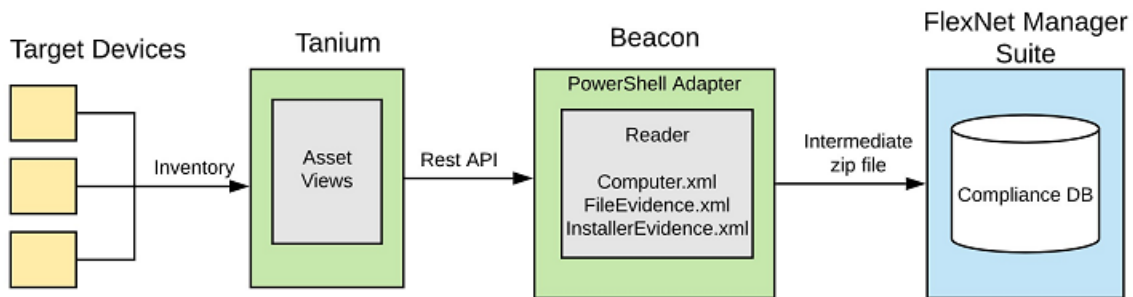 Target Devices
Tanium
Beacon
FlexNet Manager
Suite
Inventory
Asset
Views
Rest API
PowerShell Adapter
Reader
Computer.xml
FileEvidence.xml
InstallerEvidence.xml
Intermediate
zip file
Compliance DB